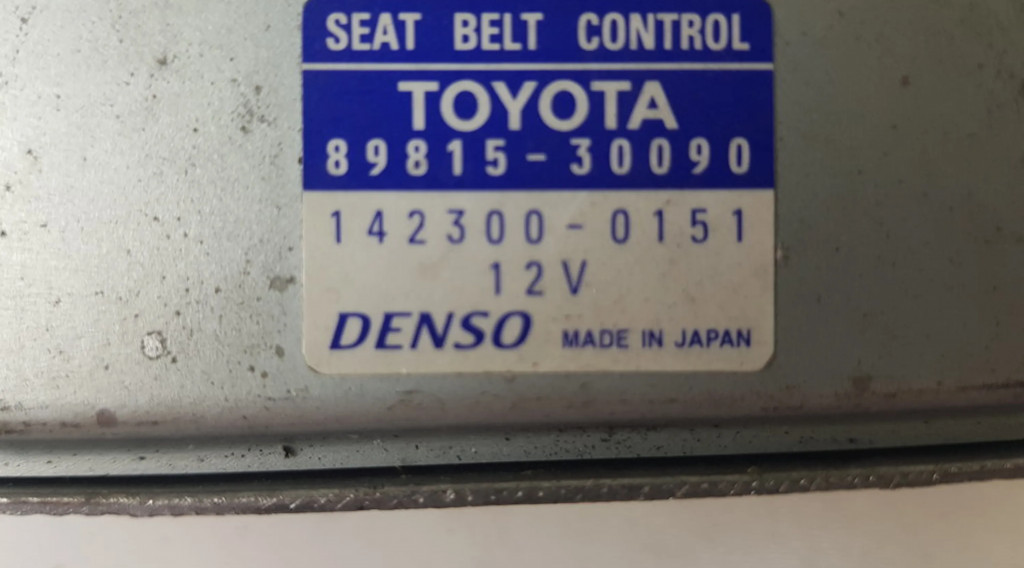 SEAT BELT CONTROL
TOYOTA
89815-30090
142300-0151
12V
DENSO MADE IN JAPAN